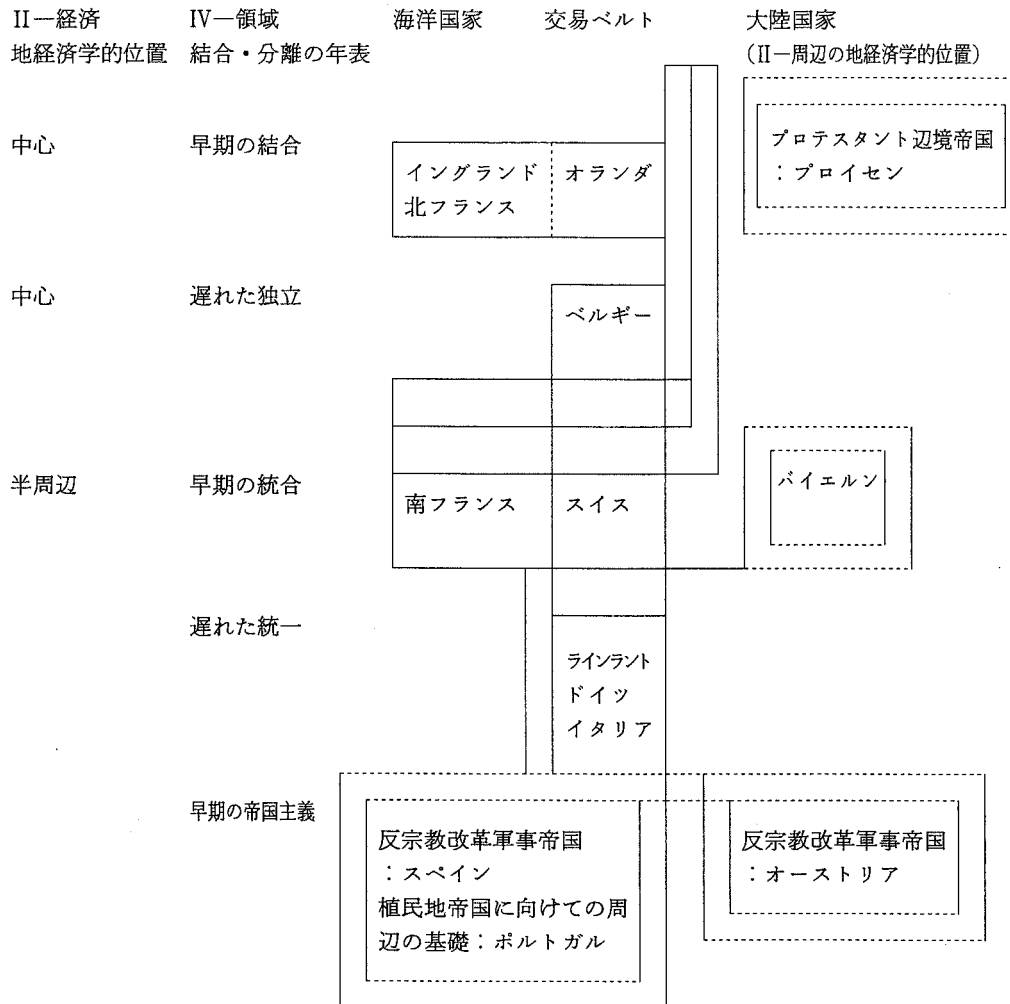 II—経済
地経済学的位置
IV—領域
結合・分離の年表
海洋国家
交易ベルト
大陸国家
(II—周辺の地経済学的位置)
中心
早期の結合
イングランド
北フランス
オランダ
プロテスタント辺境帝国
：プロイセン
中心
遅れた独立
ベルギー
半周辺
早期の統合
南フランス
スイス
バイエルン
遅れた統一
ラインラント
ドイツ
イタリア
早期の帝国主義
反宗教改革軍事帝国
：スペイン
植民地帝国に向けての周
辺の基礎：ポルトガル
反宗教改革軍事帝国
：オーストリア